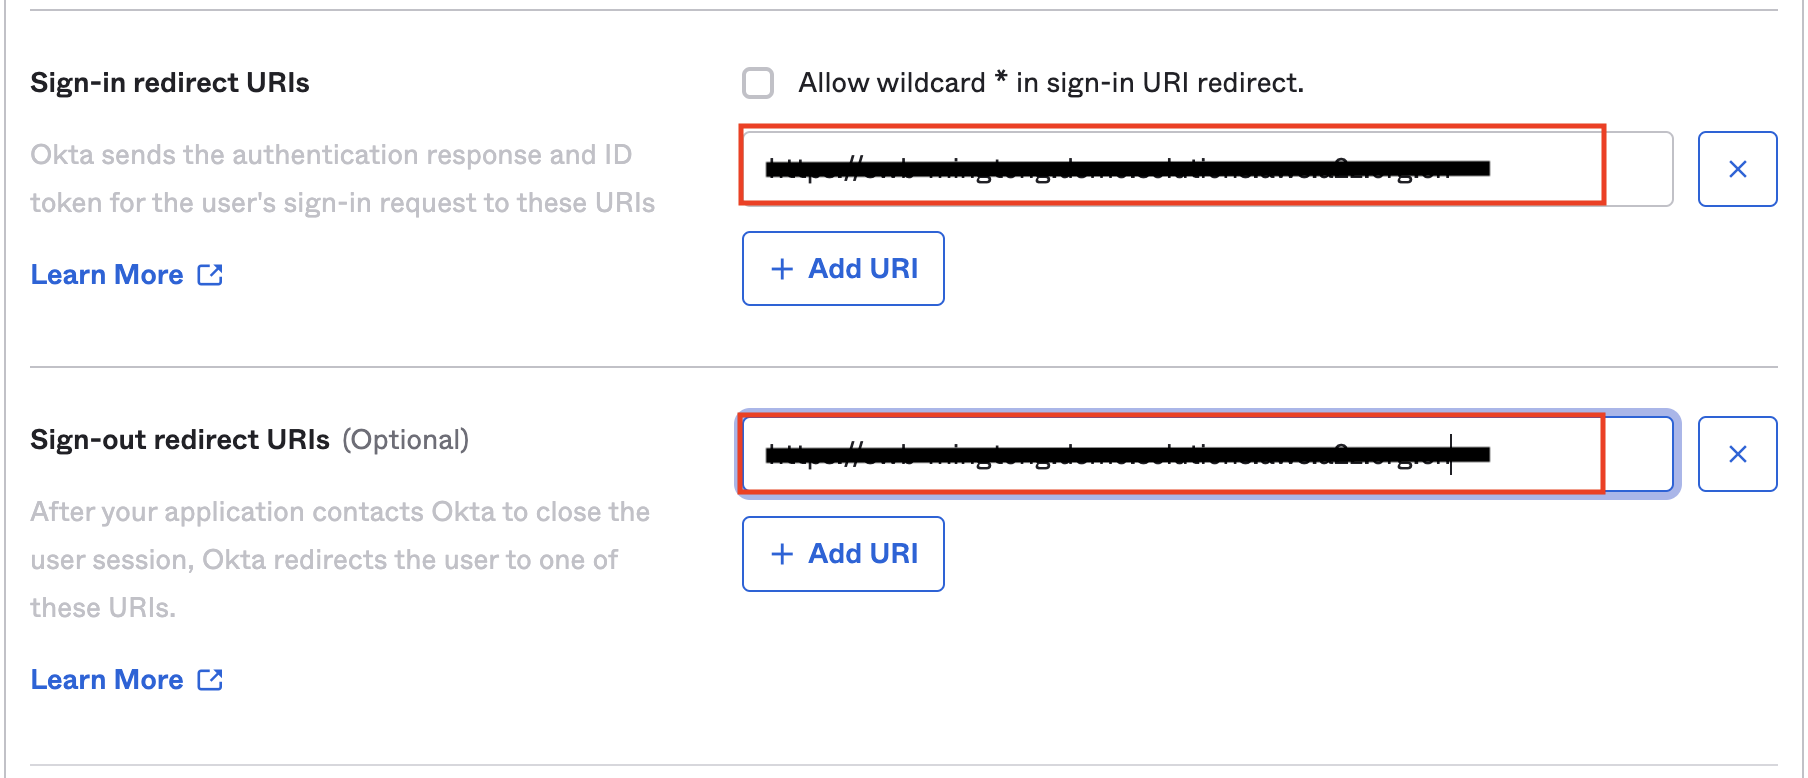 Sign-in redirect URIs
Allow wildcard * in sign-in URI redirect.
Okta sends the authentication response and ID
token for the user's sign-in request to these URIs
Learn More
+ Add URI
Sign-out redirect URIs (Optional)
After your application contacts Okta to close the
user session, Okta redirects the user to one of
these URIs.
Learn More
+ Add URI